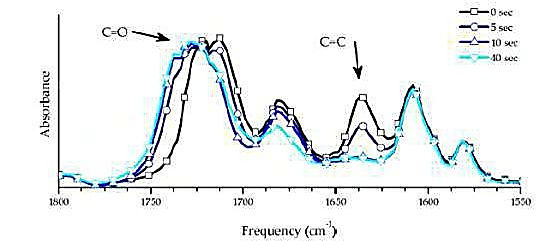 C=O
C=C
0 sec
5 sec
10 sec
40 sec
Absorbance
1800 1750 1700 1650 1600 1550
Frequency (cm⁻¹)